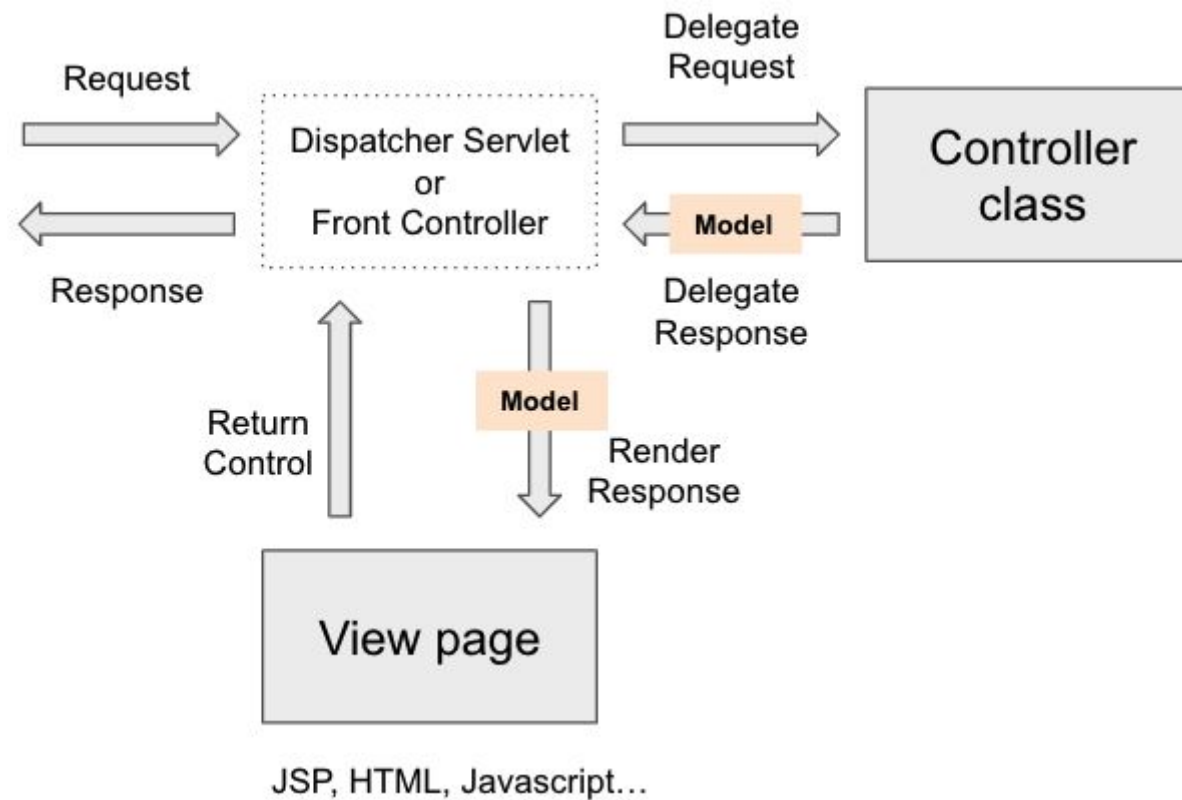 Request
Delegate
Request
Dispatcher Servlet
or
Front Controller
Controller
class
Model
Response
Delegate
Response
Model
Return
Control
Render
Response
View page
JSP, HTML, Javascript…